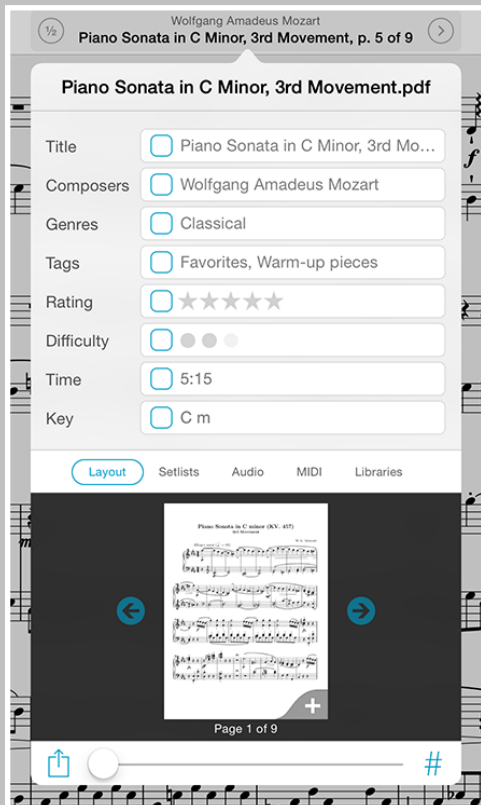 ½
Wolfgang Amadeus Mozart
Piano Sonata in C Minor, 3rd Movement, p. 5 of 9
Piano Sonata in C Minor, 3rd Movement.pdf
Title Piano Sonata in C Minor, 3rd Mo...
Composers Wolfgang Amadeus Mozart
Genres Classical
Tags Favorites, Warm-up pieces
Rating
Difficulty
Time 5:15
Key C m
Layout Setlists Audio MIDI Libraries
Piano Sonata in C minor (KV. 457)
3rd Movement
Page 1 of 9
#